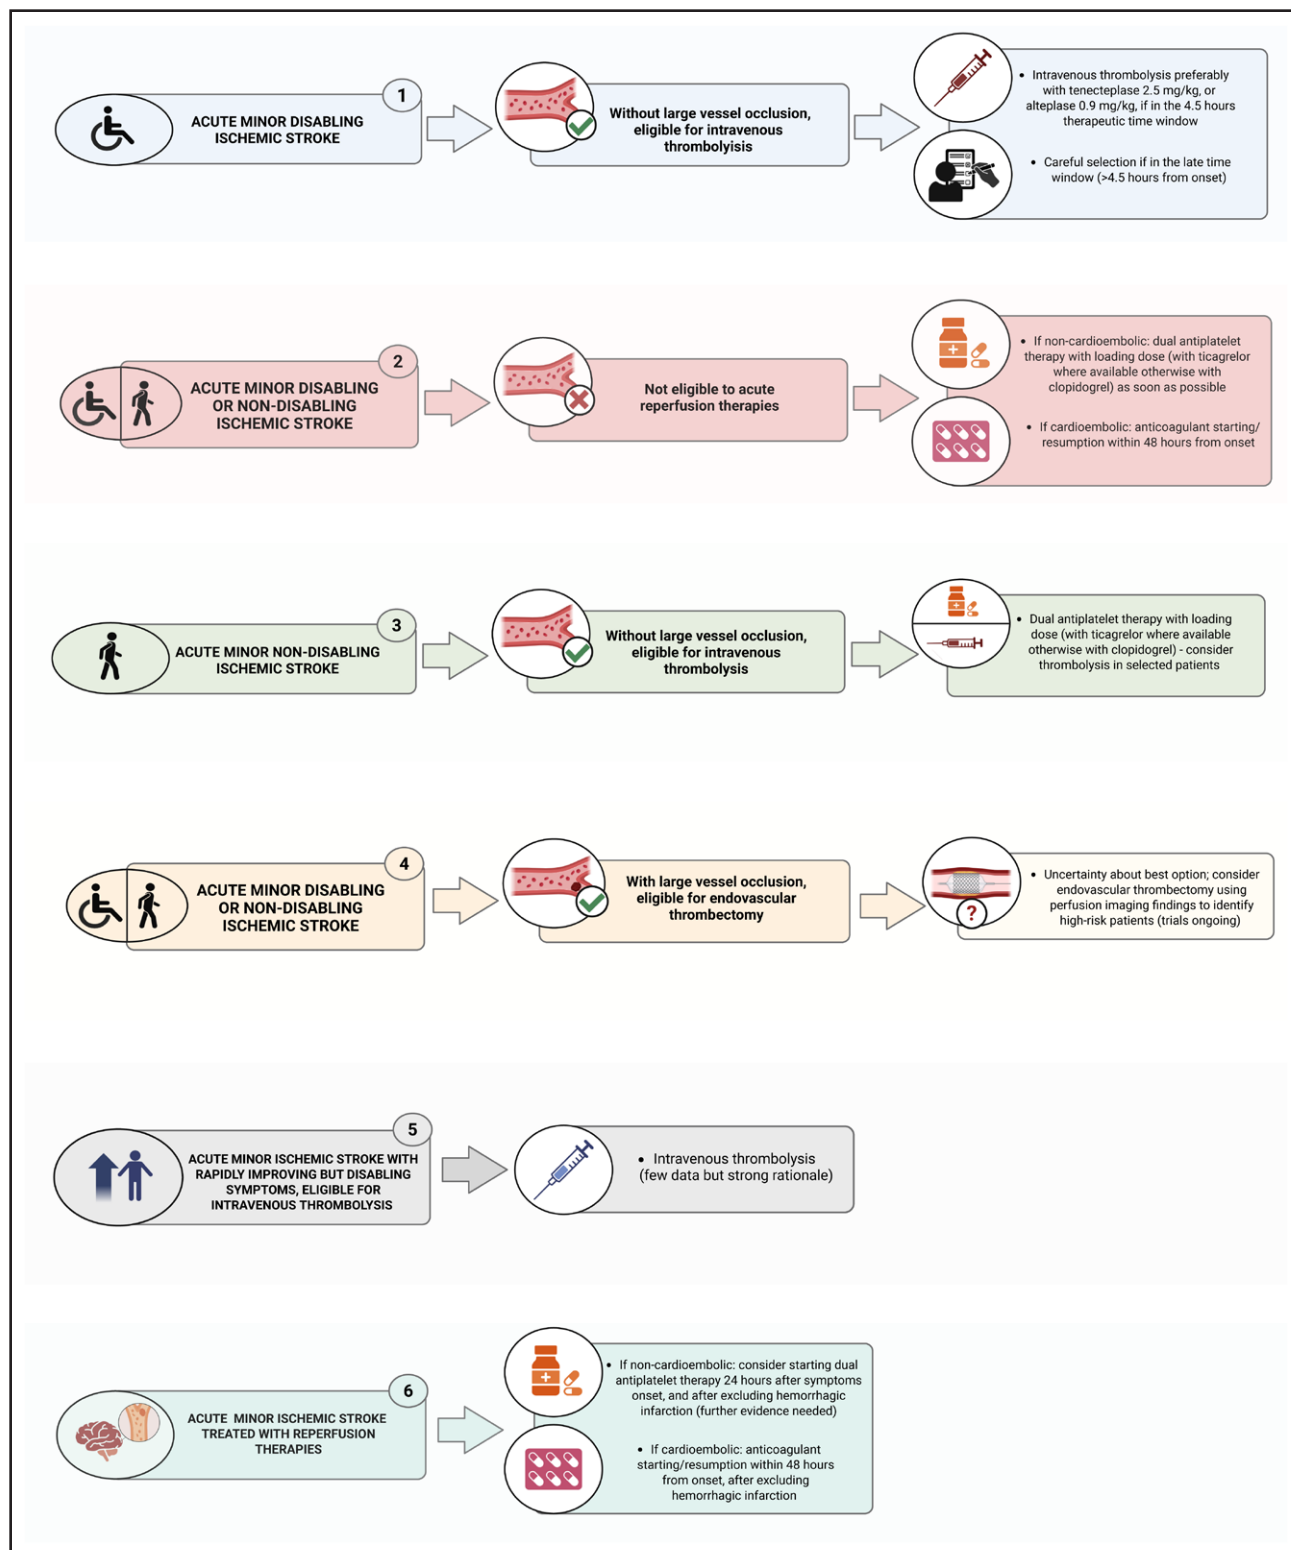 1
ACUTE MINOR DISABLING
ISCHEMIC STROKE
Without large vessel occlusion,
eligible for intravenous
thrombolyisis
• Intravenous thrombolysis preferably
with tenecteplase 2.5 mg/kg, or
alteplase 0.9 mg/kg, if in the 4.5 hours
therapeutic time window
• Careful selection if in the late time
window (>4.5 hours from onset)
2
ACUTE MINOR DISABLING
OR NON-DISABLING
ISCHEMIC STROKE
Not eligible to acute
reperfusion therapies
• If non-cardioembolic: dual antiplatelet
therapy with loading dose (with ticagrelor
where available otherwise with
clopidogrel) as soon as possible
• If cardioembolic: anticoagulant starting/
resumption within 48 hours from onset
3
ACUTE MINOR NON-DISABLING
ISCHEMIC STROKE
Without large vessel occlusion,
eligible for intravenous
thrombolysis
• Dual antiplatelet therapy with loading
dose (with ticagrelor where available
otherwise with clopidogrel) - consider
thrombolysis in selected patients
4
ACUTE MINOR DISABLING
OR NON-DISABLING
ISCHEMIC STROKE
With large vessel occlusion,
eligible for endovascular
thrombectomy
?
• Uncertainty about best option; consider
endovascular thrombectomy using
perfusion imaging findings to identify
high-risk patients (trials ongoing)
5
ACUTE MINOR ISCHEMIC STROKE WITH
RAPIDLY IMPROVING BUT DISABLING
SYMPTOMS, ELIGIBLE FOR
INTRAVENOUS THROMBOLYSIS
• Intravenous thrombolysis
(few data but strong rationale)
6
ACUTE MINOR ISCHEMIC STROKE
TREATED WITH REPERFUSION
THERAPIES
• If non-cardioembolic: consider starting dual
antiplatelet therapy 24 hours after symptoms
onset, and after excluding hemorrhagic
infarction (further evidence needed)
• If cardioembolic: anticoagulant
starting/resumption within 48 hours
from onset, after excluding
hemorrhagic infarction